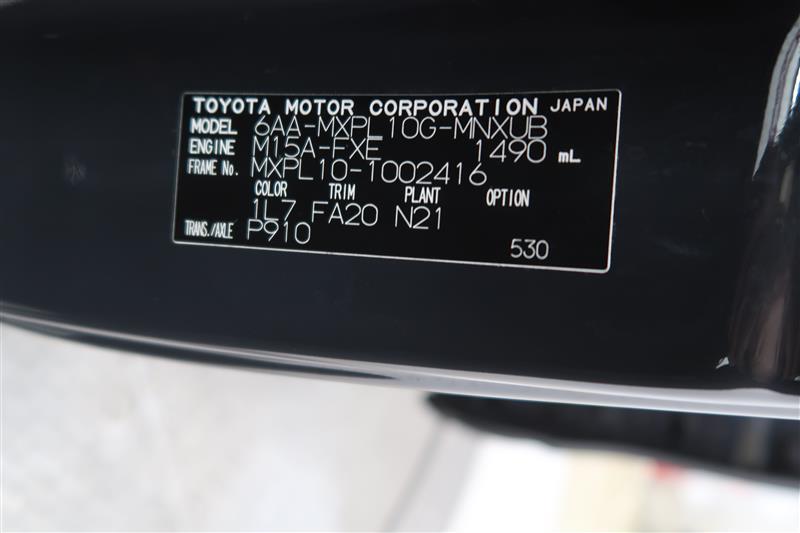 TOYOTA MOTOR CORPORATION JAPAN
MODEL 6AA-MXPL10G-MNXUB
ENGINE M15A-FXE 1490 mL
FRAME No. MXPL10-1002416
COLOR TRIM PLANT OPTION
1L7 FA20 N21
TRANS./AXLE P910
530